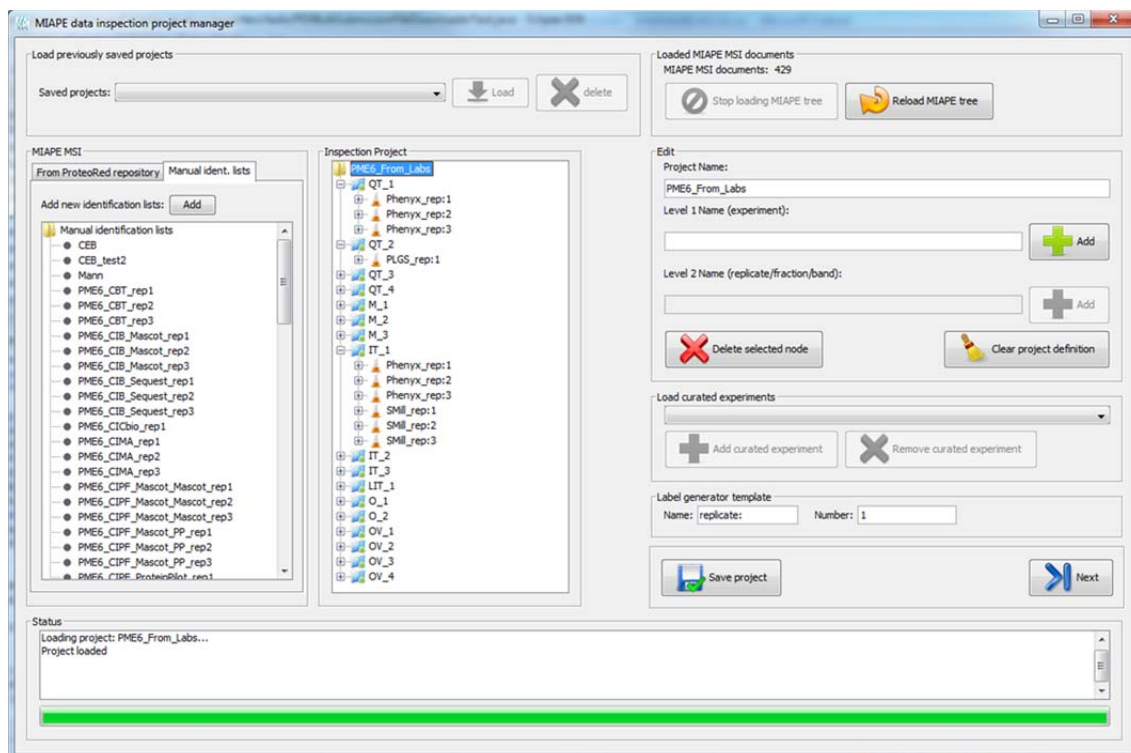 MIAPE data inspection project manager
Load previously saved projects
Saved projects:
Load
delete
Loaded MIAPE MSI documents
MIAPE MSI documents: 429
Stop loading MIAPE tree
Reload MIAPE tree
MIAPE MSI
From ProteoRed repository
Manual ident. lists
Add new identification lists:
Add
Manual identification lists
CEB
CEB_test2
Mann
PME6_CBT_rep1
PME6_CBT_rep2
PME6_CBT_rep3
PME6_CIB_Mascot_rep1
PME6_CIB_Mascot_rep2
PME6_CIB_Mascot_rep3
PME6_CIB_Sequest_rep1
PME6_CIB_Sequest_rep2
PME6_CIB_Sequest_rep3
PME6_CICbio_rep1
PME6_CIMA_rep1
PME6_CIMA_rep2
PME6_CIMA_rep3
PME6_CIPF_Mascot_Mascot_rep1
PME6_CIPF_Mascot_Mascot_rep2
PME6_CIPF_Mascot_Mascot_rep3
PME6_CIPF_Mascot_PP_rep1
PME6_CIPF_Mascot_PP_rep2
PME6_CIPF_Mascot_PP_rep3
PME6_CIPF_ProteinPilot_rep1
Inspection Project
PME6_From_Labs
QT_1
Phenyx_rep:1
Phenyx_rep:2
Phenyx_rep:3
QT_2
PLGS_rep:1
QT_3
QT_4
M_1
M_2
M_3
IT_1
Phenyx_rep:1
Phenyx_rep:2
Phenyx_rep:3
SMill_rep:1
SMill_rep:2
SMill_rep:3
IT_2
IT_3
LIT_1
O_1
O_2
OV_1
OV_2
OV_3
OV_4
Edit
Project Name:
PME6_From_Labs
Level 1 Name (experiment):
Add
Level 2 Name (replicate/fraction/band):
Add
Delete selected node
Clear project definition
Load curated experiments
Add curated experiment
Remove curated experiment
Label generator template
Name: replicate:
Number: 1
Save project
Next
Status
Loading project: PME6_From_Labs...
Project loaded